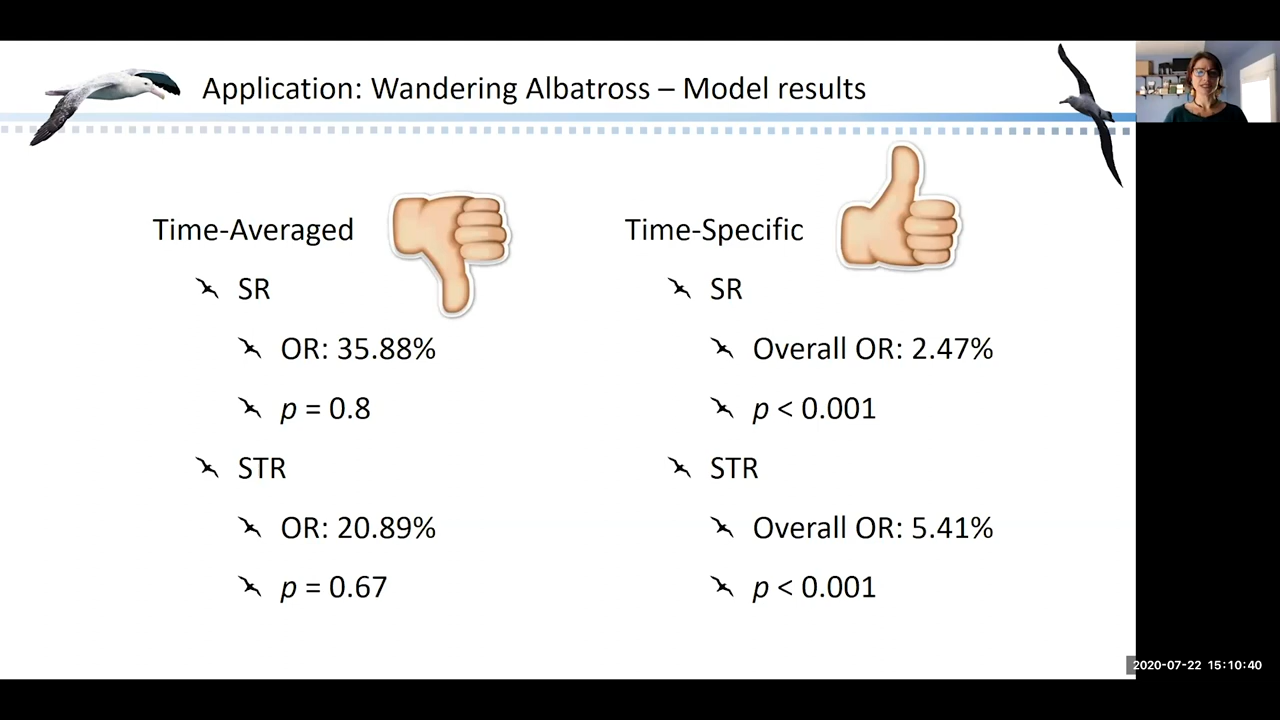 Application: Wandering Albatross – Model results
Time-Averaged
SR
OR: 35.88%
p = 0.8
STR
OR: 20.89%
p = 0.67
Time-Specific
SR
Overall OR: 2.47%
p < 0.001
STR
Overall OR: 5.41%
p < 0.001
2020-07-22 15:10:40